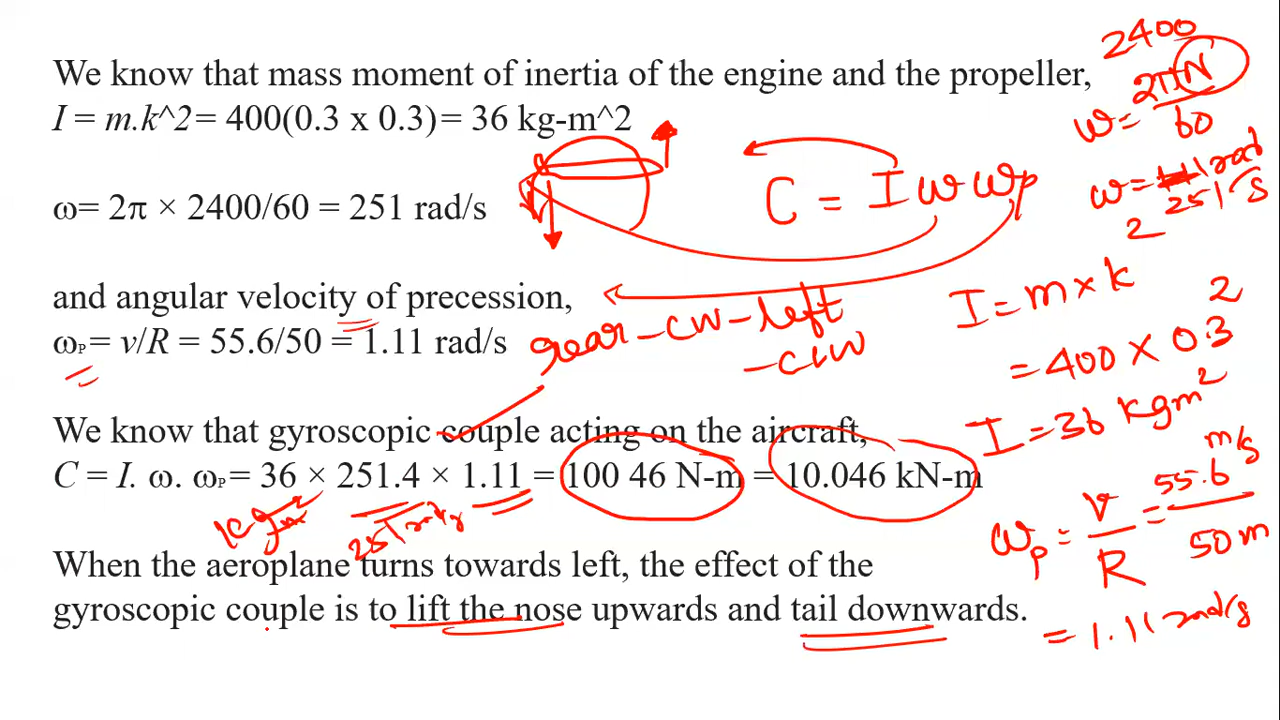 We know that mass moment of inertia of the engine and the propeller,
I = m.k^2= 400(0.3 x 0.3)= 36 kg-m^2
ω= 2π × 2400/60 = 251 rad/s
and angular velocity of precession,
ωP= v/R = 55.6/50 = 1.11 rad/s
We know that gyroscopic couple acting on the aircraft,
C = I. ω. ωP= 36 × 251.4 × 1.11 = 100 46 N-m = 10.046 kN-m
When the aeroplane turns towards left, the effect of the
gyroscopic couple is to lift the nose upwards and tail downwards.
C = I ω ωp
rear - cw - left
2400
ω = 2πN/60
ω =
251 rad/s
I = m × k²
= 400 × 0.3²
I = 36 kgm²
ωp = v/R = 55.6 m/s / 50 m
= 1.11 rad/s